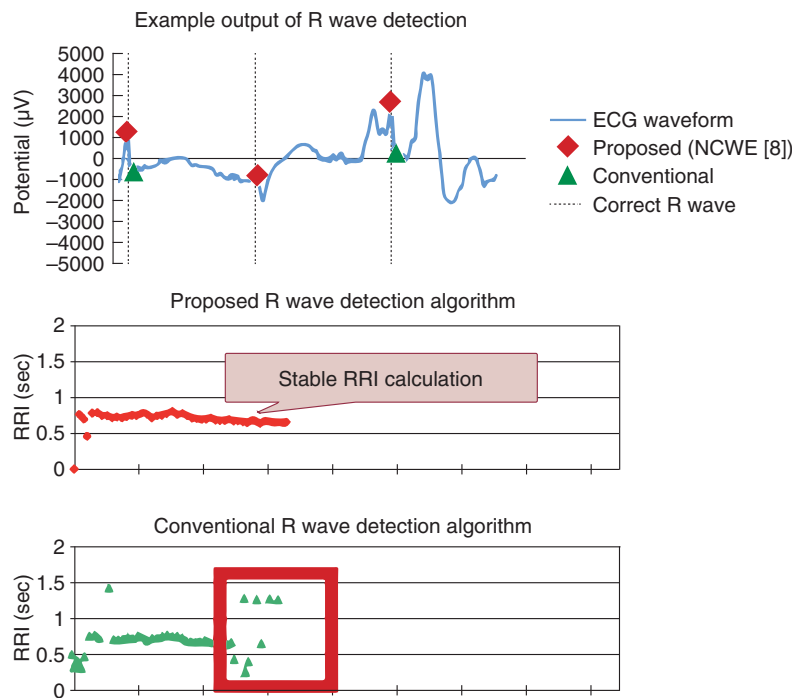 Example output of R wave detection
Potential (µV)
5000
4000
3000
2000
1000
0
–1000
–2000
–3000
–4000
–5000
ECG waveform
Proposed (NCWE [8])
Conventional
Correct R wave
Proposed R wave detection algorithm
RRI (sec)
2
1.5
1
0.5
0
Stable RRI calculation
Conventional R wave detection algorithm
RRI (sec)
2
1.5
1
0.5
0